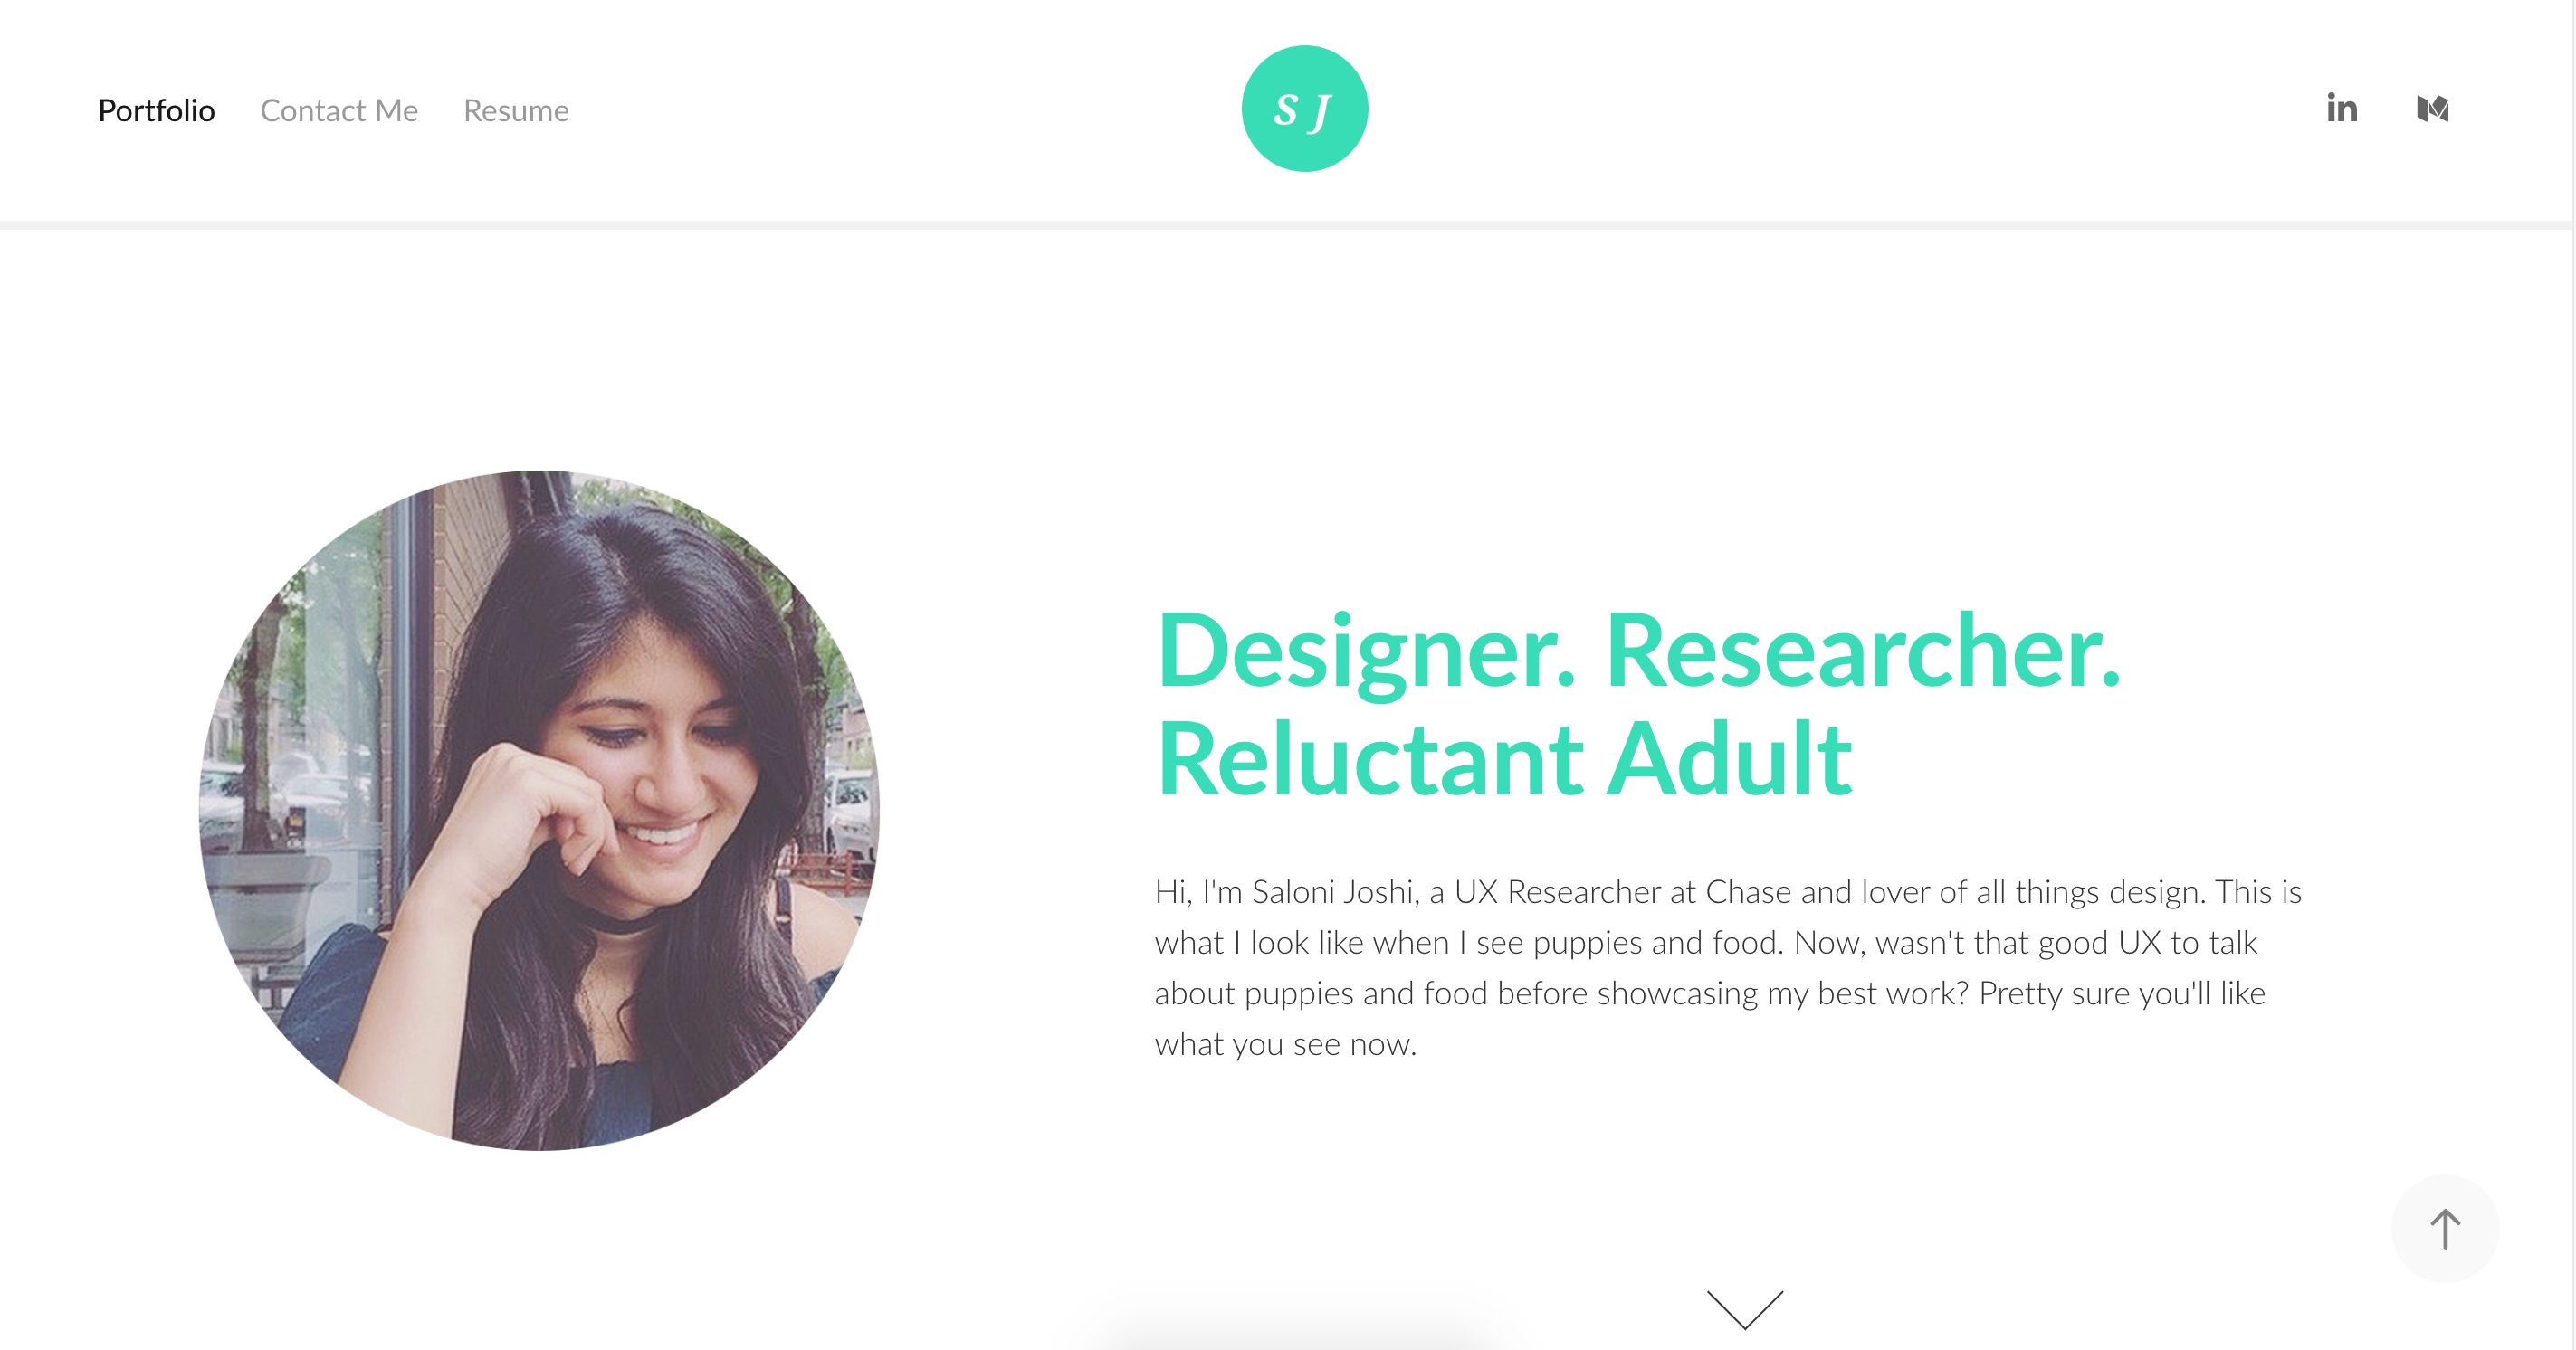 Portfolio Contact Me Resume
S J
in
Designer. Researcher.
Reluctant Adult
Hi, I'm Saloni Joshi, a UX Researcher at Chase and lover of all things design. This is
what I look like when I see puppies and food. Now, wasn't that good UX to talk
about puppies and food before showcasing my best work? Pretty sure you'll like
what you see now.